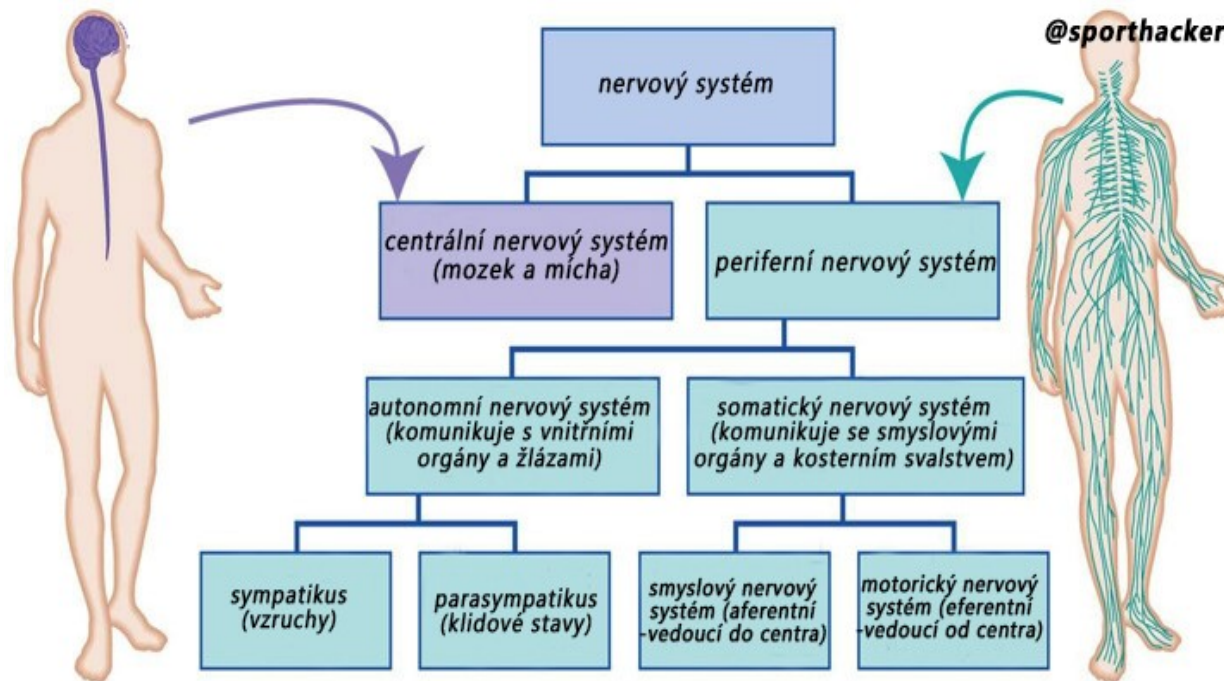 @sporthacker
nervový systém
centrální nervový systém
(mozek a mícha)
periferní nervový systém
autonomní nervový systém
(komunikuje s vnitřními
orgány a žlázami)
somatický nervový systém
(komunikuje se smyslovými
orgány a kosterním svalstvem)
sympatikus
(vzruchy)
parasympatikus
(klidové stavy)
smyslový nervový
systém (aferentní
-vedoucí do centra)
motorický nervový
systém (eferentní
-vedoucí od centra)